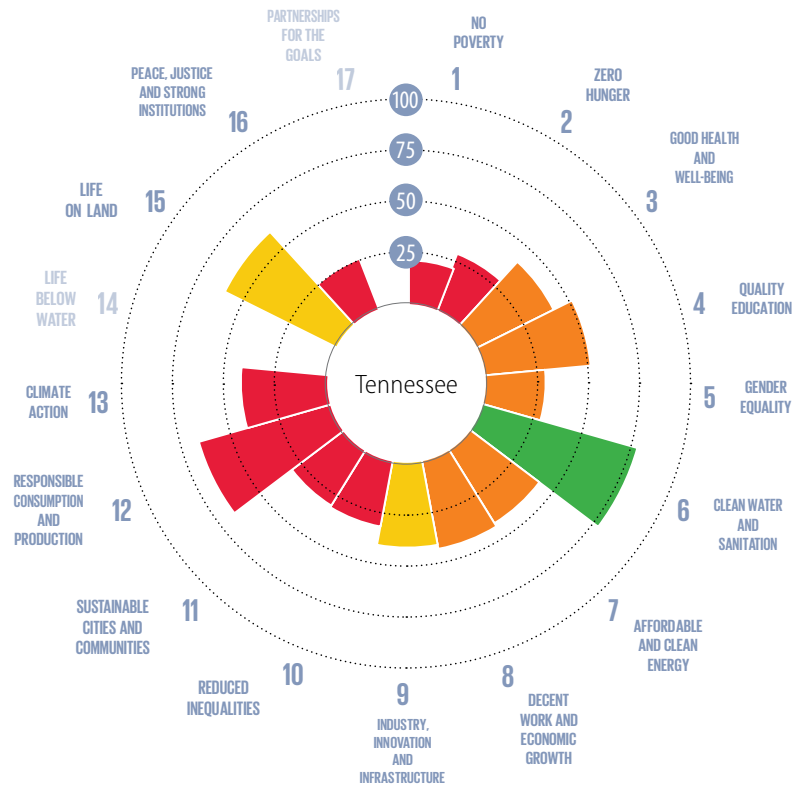 PARTNERSHIPS
FOR THE
GOALS
17
NO
POVERTY
1
ZERO
HUNGER
2
GOOD HEALTH
AND
WELL-BEING
3
QUALITY
EDUCATION
4
GENDER
EQUALITY
5
CLEAN WATER
AND
SANITATION
6
AFFORDABLE
AND CLEAN
ENERGY
7
DECENT
WORK AND
ECONOMIC
GROWTH
8
INDUSTRY,
INNOVATION
AND
INFRASTRUCTURE
9
REDUCED
INEQUALITIES
10
SUSTAINABLE
CITIES AND
COMMUNITIES
11
RESPONSIBLE
CONSUMPTION
AND
PRODUCTION
12
CLIMATE
ACTION
13
LIFE
BELOW
WATER
14
LIFE
ON LAND
15
PEACE, JUSTICE
AND STRONG
INSTITUTIONS
16
100
75
50
25
Tennessee